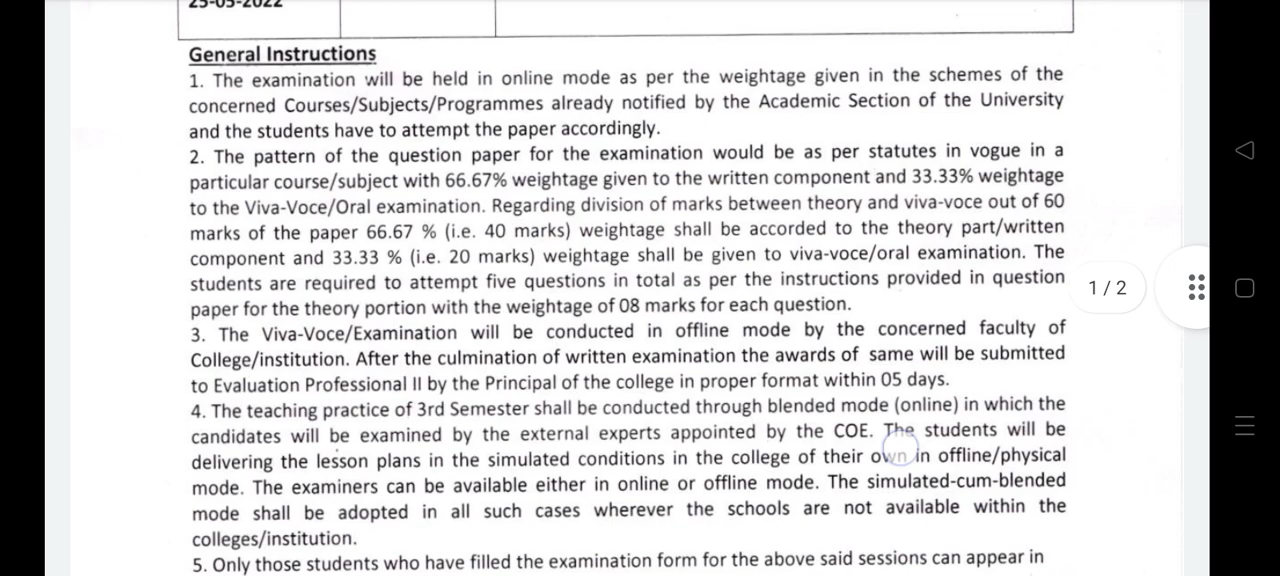 25-05-2022
General Instructions
1. The examination will be held in online mode as per the weightage given in the schemes of the
concerned Courses/Subjects/Programmes already notified by the Academic Section of the University
and the students have to attempt the paper accordingly.
2. The pattern of the question paper for the examination would be as per statutes in vogue in a
particular course/subject with 66.67% weightage given to the written component and 33.33% weightage
to the Viva-Voce/Oral examination. Regarding division of marks between theory and viva-voce out of 60
marks of the paper 66.67 % (i.e. 40 marks) weightage shall be accorded to the theory part/written
component and 33.33 % (i.e. 20 marks) weightage shall be given to viva-voce/oral examination. The
students are required to attempt five questions in total as per the instructions provided in question
paper for the theory portion with the weightage of 08 marks for each question.
1 / 2
3. The Viva-Voce/Examination will be conducted in offline mode by the concerned faculty of
College/institution. After the culmination of written examination the awards of same will be submitted
to Evaluation Professional II by the Principal of the college in proper format within 05 days.
4. The teaching practice of 3rd Semester shall be conducted through blended mode (online) in which the
candidates will be examined by the external experts appointed by the COE. The students will be
delivering the lesson plans in the simulated conditions in the college of their own in offline/physical
mode. The examiners can be available either in online or offline mode. The simulated-cum-blended
mode shall be adopted in all such cases wherever the schools are not available within the
colleges/institution.
5. Only those students who have filled the examination form for the above said sessions can appear in